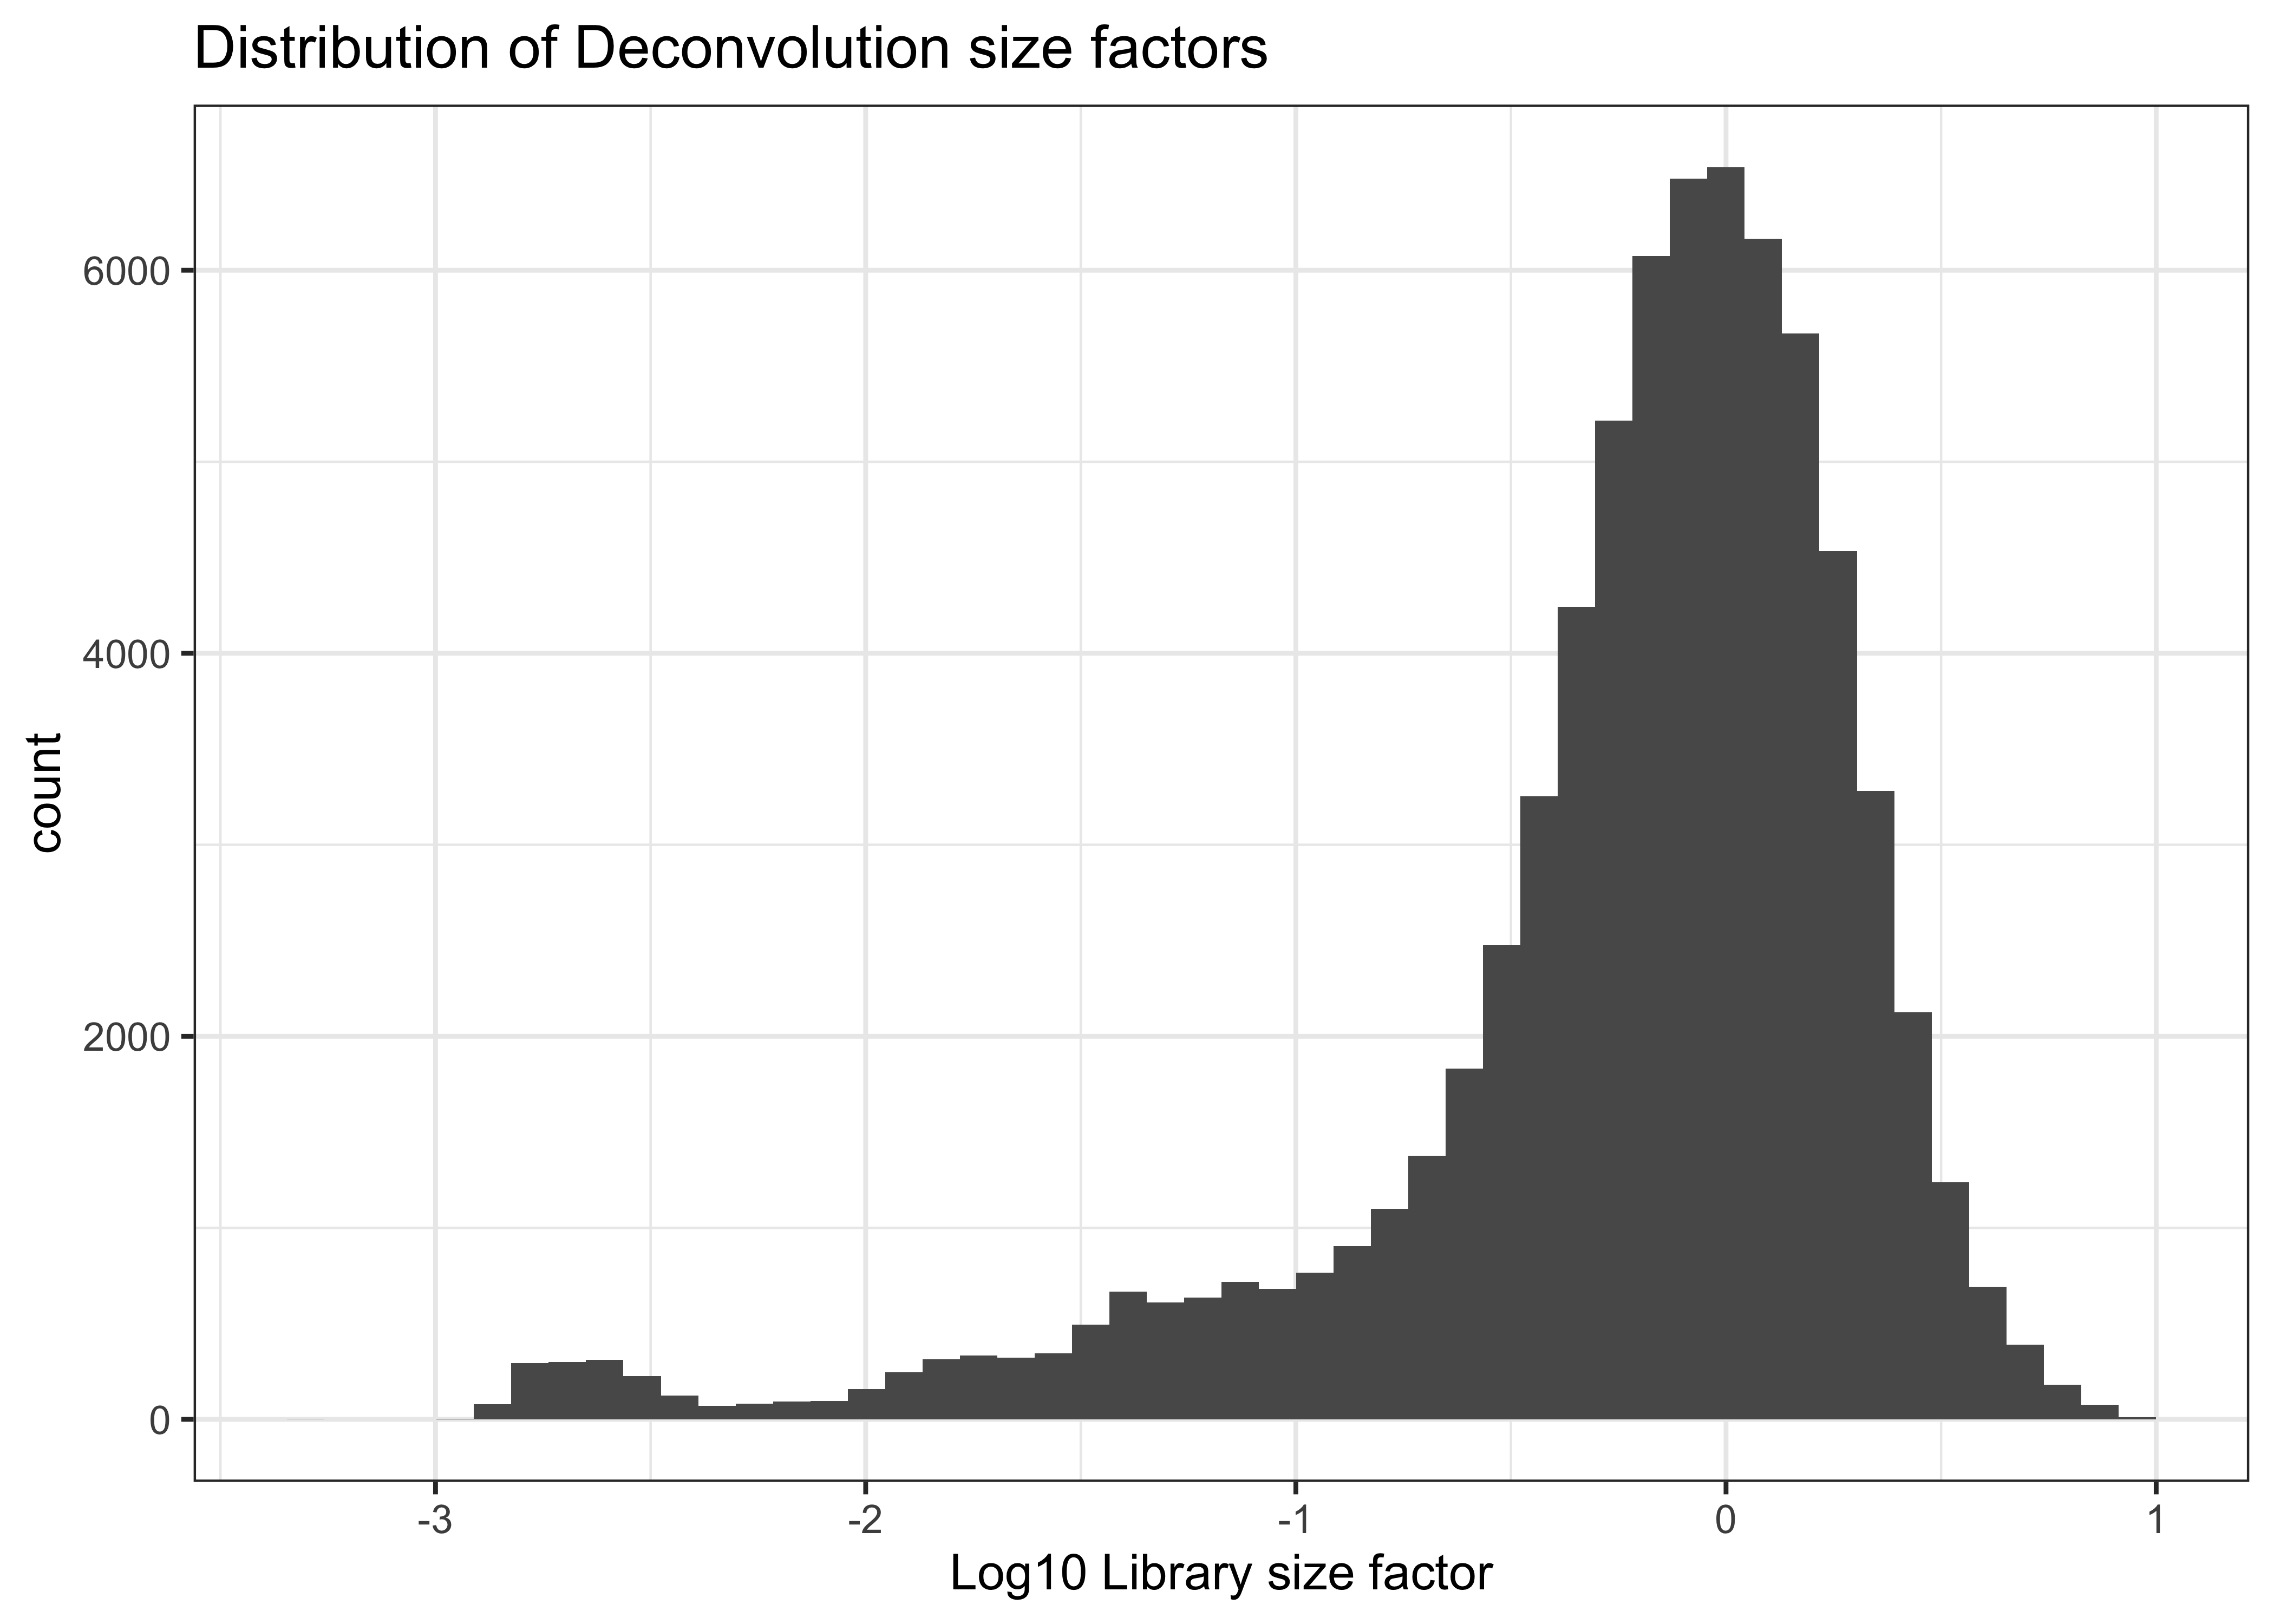 Distribution of Deconvolution size factors
count
6000
4000
2000
0
-3 -2 -1 0 1
Log10 Library size factor